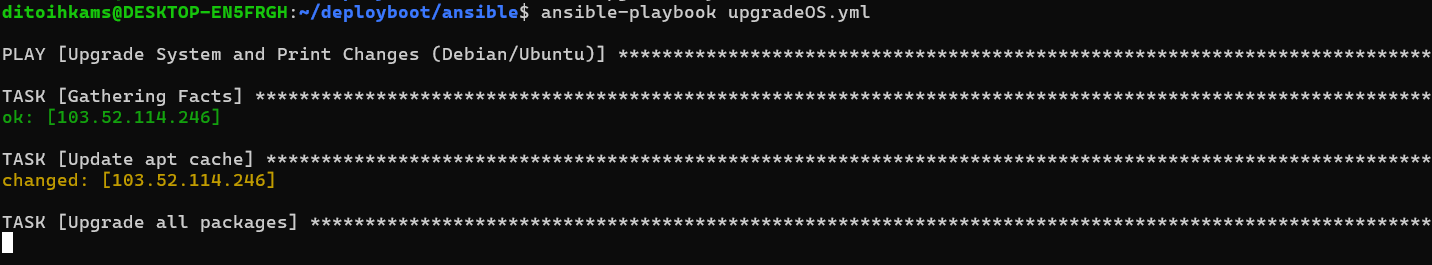 ditoihkams@DESKTOP-EN5FRGH:~/deployboot/ansible$ ansible-playbook upgradeOS.yml
PLAY [Upgrade System and Print Changes (Debian/Ubuntu)] **************************************************************************
TASK [Gathering Facts] ***********************************************************************************************************
ok: [103.52.114.246]
TASK [Update apt cache] **********************************************************************************************************
changed: [103.52.114.246]
TASK [Upgrade all packages] ******************************************************************************************************